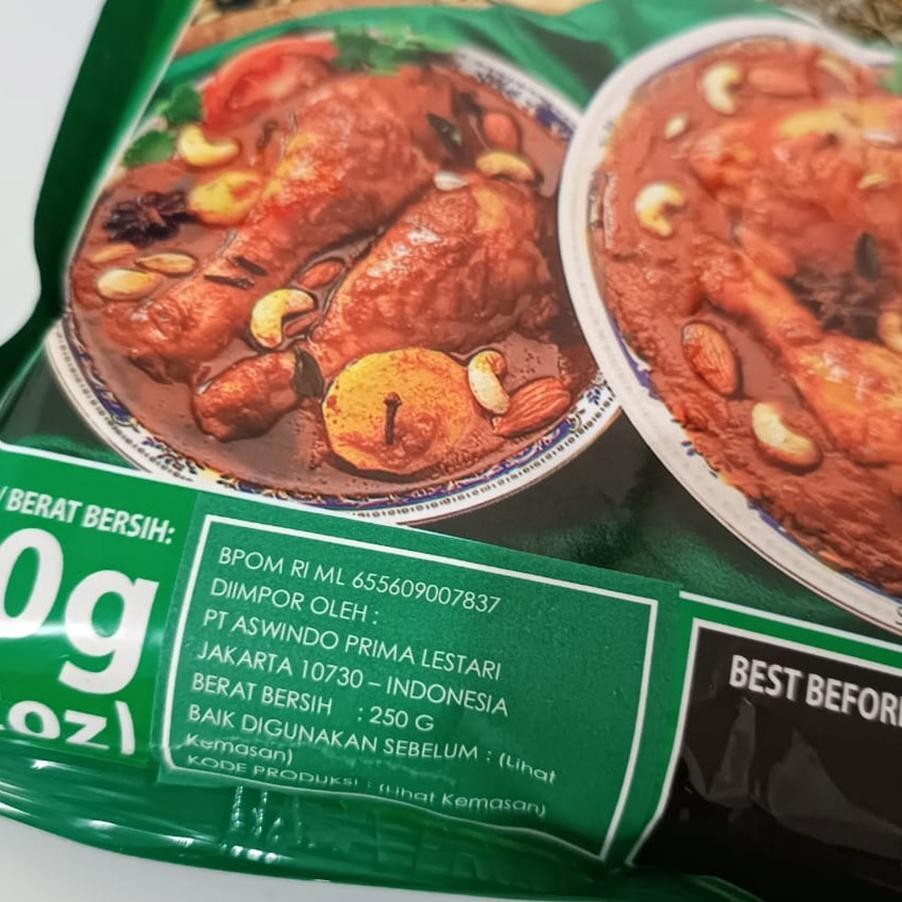 / BERAT BERSIH:
0g
oz)
BPOM RI ML 655609007837
DIIMPOR OLEH :
PT ASWINDO PRIMA LESTARI
JAKARTA 10730 – INDONESIA
BERAT BERSIH : 250 G
BAIK DIGUNAKAN SEBELUM : (Lihat
Kemasan)
KODE PRODUKSI : (Lihat Kemasan)
BEST BEFOR